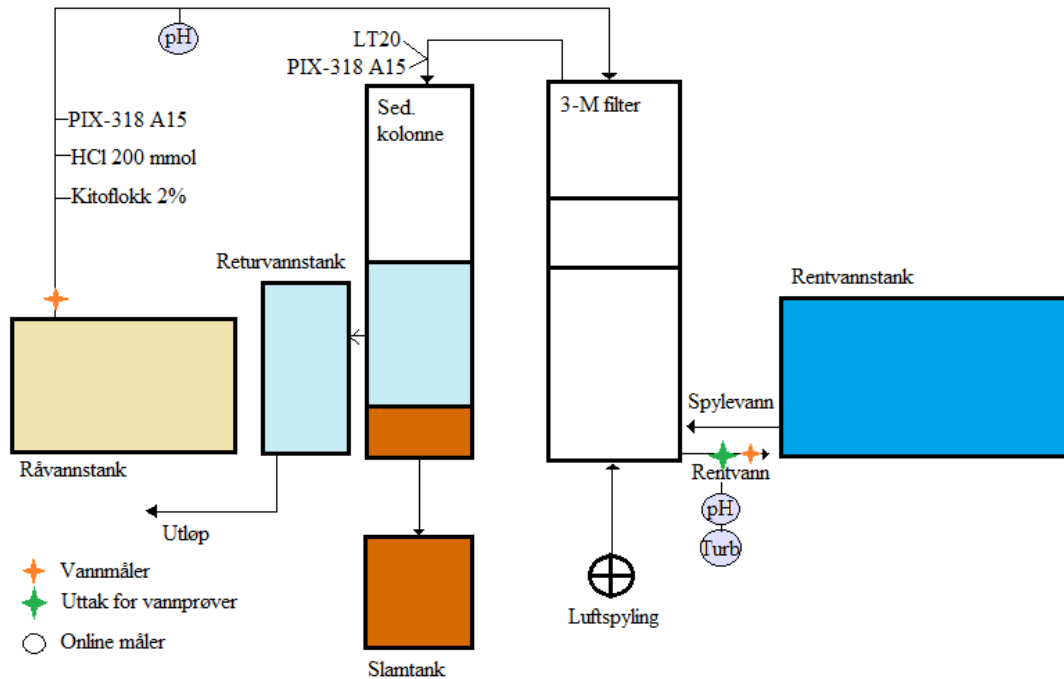 pH
LT20
PIX-318 A15
Sed.
kolonne
3-M filter
PIX-318 A15
HCl 200 mmol
Kitoflokk 2%
Returvannstank
Rentvannstank
Spylevann
Råvannstank
Rentvann
pH
Utløp
Turb
Vannmåler
Uttak for vannprøver
Online måler
Luftspyling
Slamtank